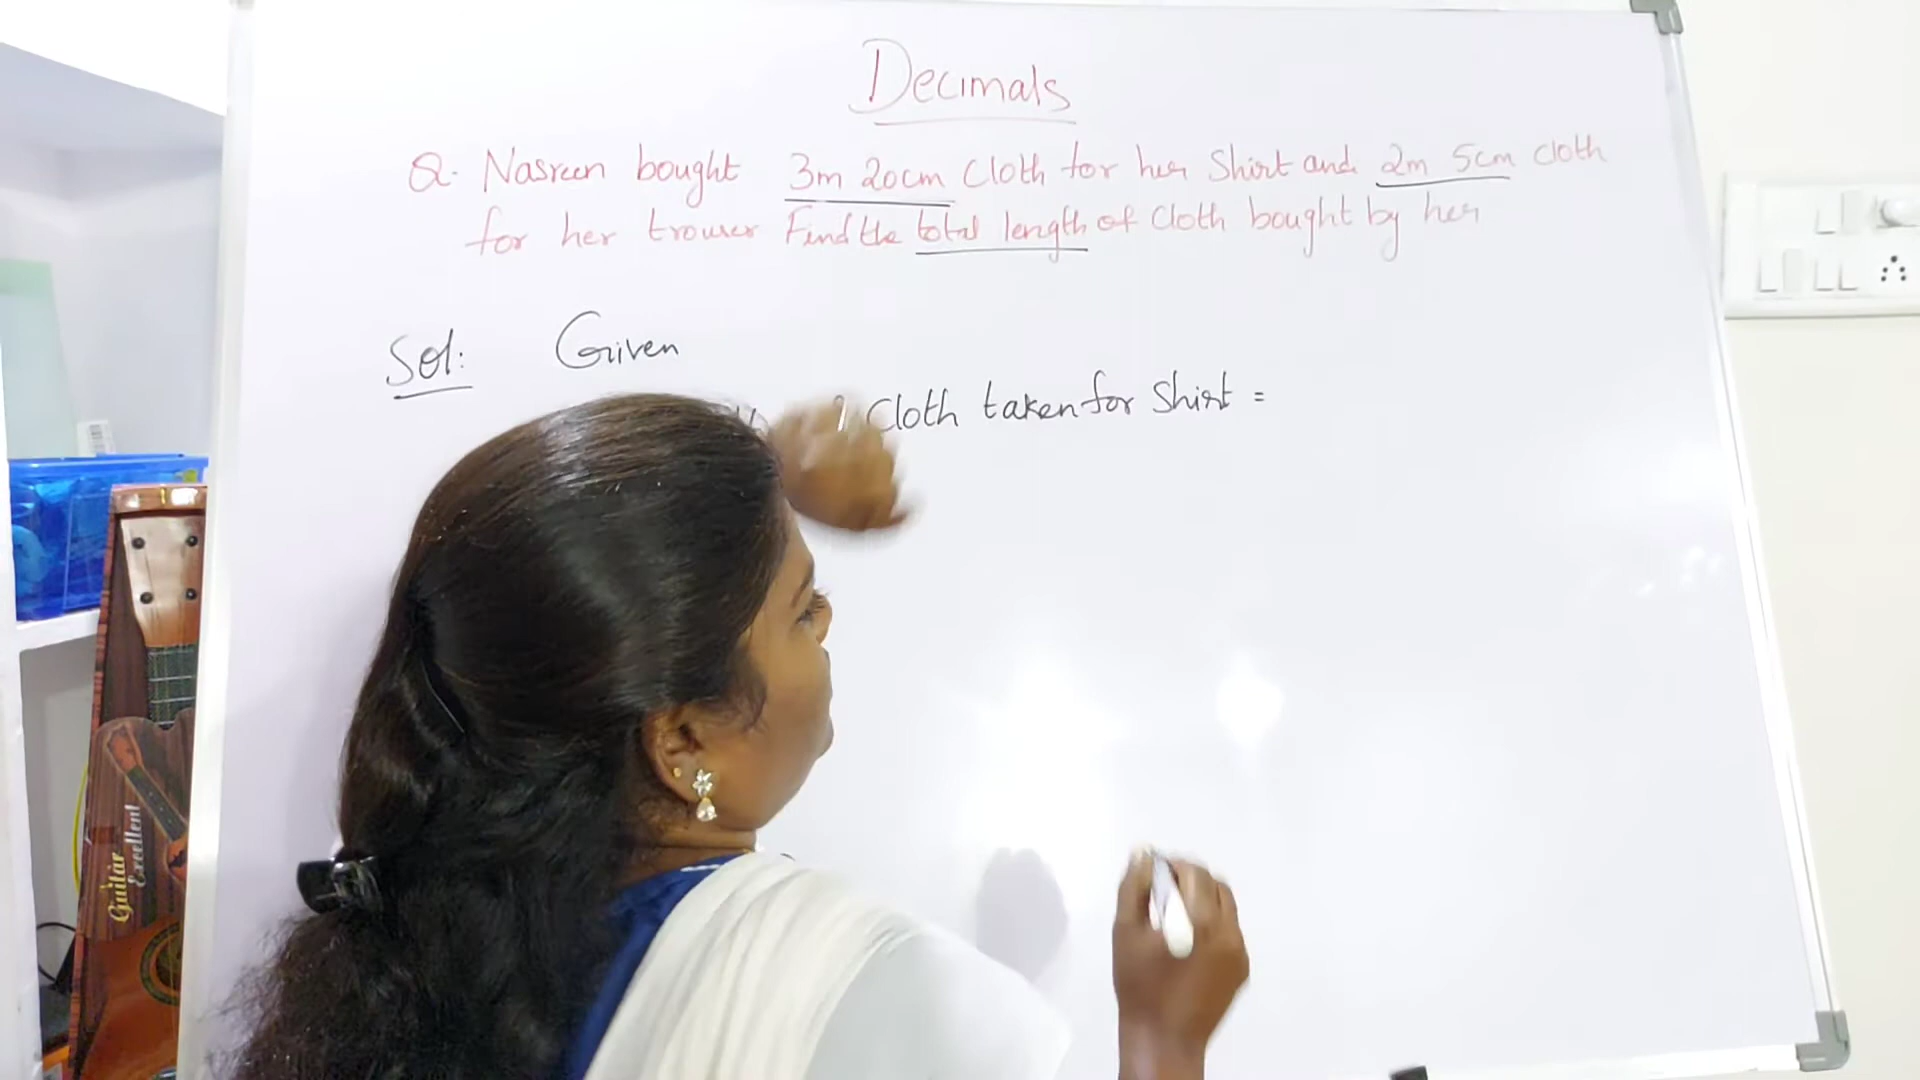 Decimals
Q. Nasreen bought 3m 20cm cloth for her Shirt and 2m 5cm cloth
for her trouser Find the total length of cloth bought by her
Sol: Given
Cloth taken for Shirt =
Guitar
Excellent